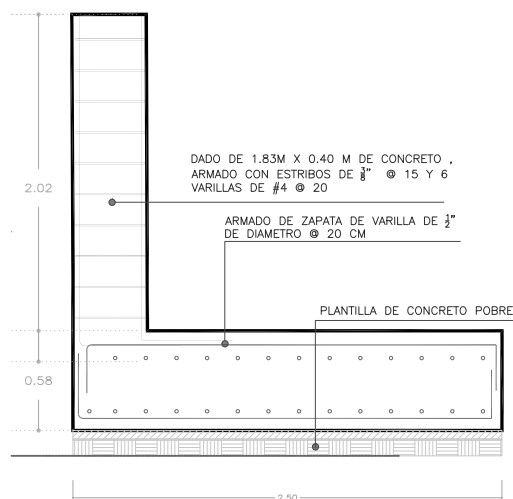 DADO DE 1.83M X 0.40 M DE CONCRETO ,
ARMADO CON ESTRIBOS DE 3/8" @ 15 Y 6
VARILLAS DE #4 @ 20
2.02
ARMADO DE ZAPATA DE VARILLA DE 1/2"
DE DIAMETRO @ 20 CM
PLANTILLA DE CONCRETO POBRE
0.58
2.50